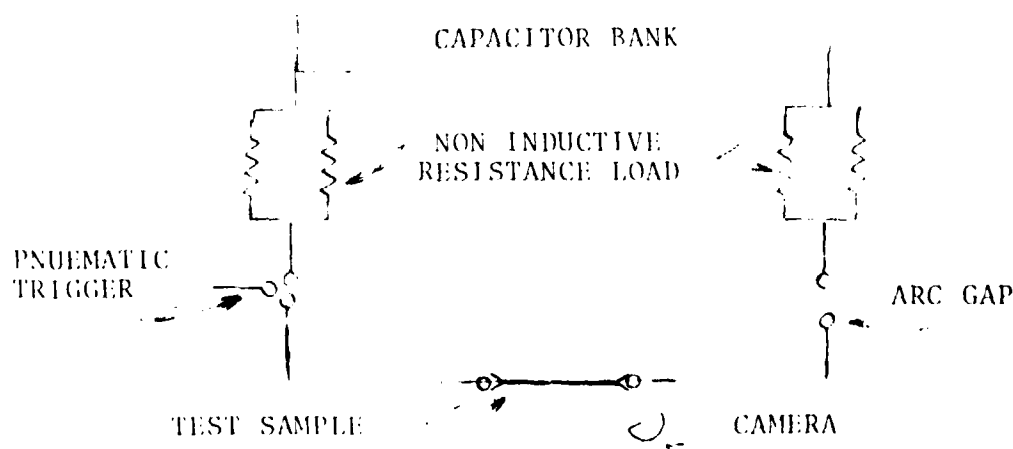 CAPACITOR BANK
NON INDUCTIVE
RESISTANCE LOAD
PNUEMATIC
TRIGGER
ARC GAP
TEST SAMPLE
CAMERA